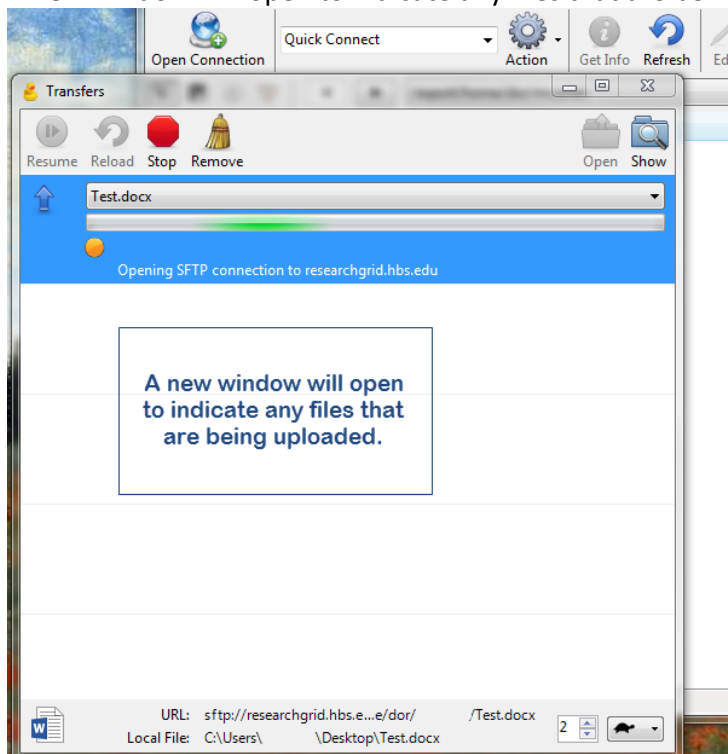 Quick Connect
Open Connection
Action
Get Info
Refresh
Ed
Transfers
Resume
Reload
Stop
Remove
Open
Show
Test.docx
Opening SFTP connection to researchgrid.hbs.edu
A new window will open
to indicate any files that
are being uploaded.
URL: sftp://researchgrid.hbs.e...e/dor/ /Test.docx
2
Local File: C:\Users\ \Desktop\Test.docx